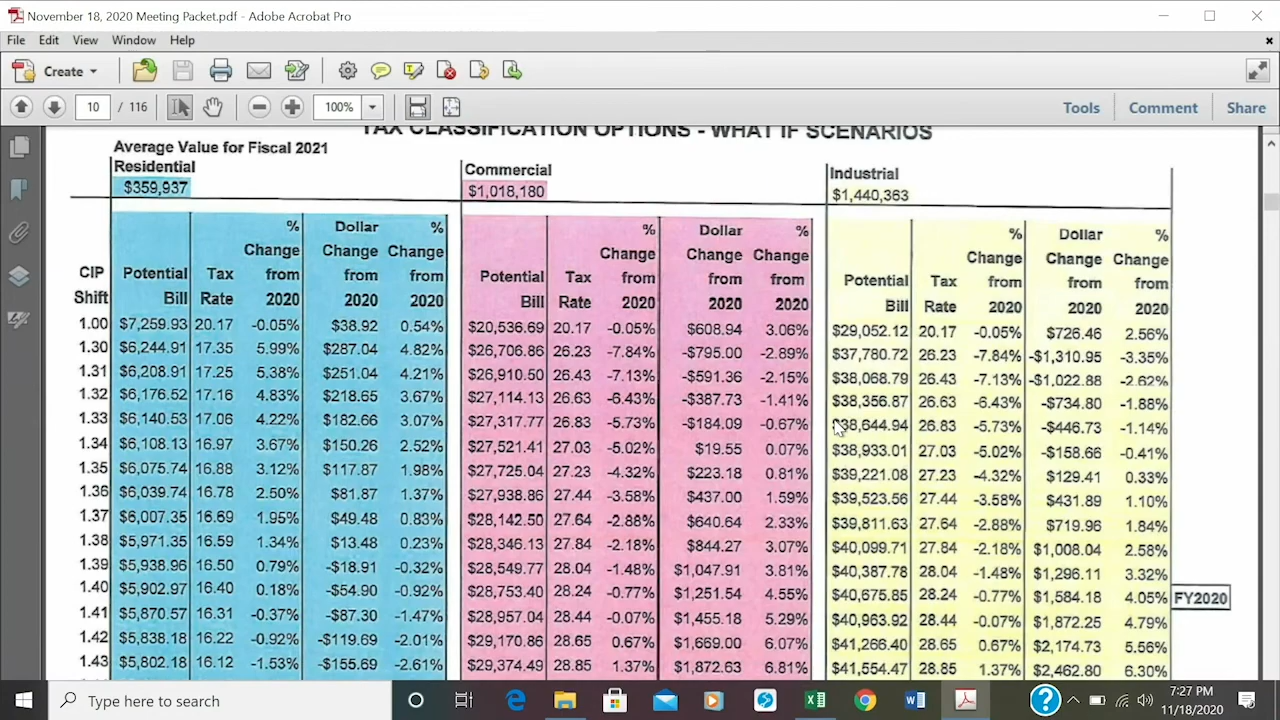 November 18, 2020 Meeting Packet.pdf - Adobe Acrobat Pro
File Edit View Window Help
Create
10 / 116 100% Tools Comment Share
TAX CLASSIFICATION OPTIONS - WHAT IF SCENARIOS
Average Value for Fiscal 2021
Residential Commercial Industrial
$359,937 $1,018,180 $1,440,363
% Dollar % % Dollar % % Dollar %
Change Change Change Change Change Change Change Change Change
CIP Potential Tax from from from Potential Tax from from from Potential Tax from from from
Shift Bill Rate 2020 2020 2020 Bill Rate 2020 2020 2020 Bill Rate 2020 2020 2020
1.00 $7,259.93 20.17 -0.05% $38.92 0.54% $20,536.69 20.17 -0.05% $608.94 3.06% $29,052.12 20.17 -0.05% $726.46 2.56%
1.30 $6,244.91 17.35 5.99% $287.04 4.82% $26,706.86 26.23 -7.84% -$795.00 -2.89% $37,780.72 26.23 -7.84% -$1,310.95 -3.35%
1.31 $6,208.91 17.25 5.38% $251.04 4.21% $26,910.50 26.43 -7.13% -$591.36 -2.15% $38,068.79 26.43 -7.13% -$1,022.88 -2.62%
1.32 $6,176.52 17.16 4.83% $218.65 3.67% $27,114.13 26.63 -6.43% -$387.73 -1.41% $38,356.87 26.63 -6.43% -$734.80 -1.88%
1.33 $6,140.53 17.06 4.22% $182.66 3.07% $27,317.77 26.83 -5.73% -$184.09 -0.67% $38,644.94 26.83 -5.73% -$446.73 -1.14%
1.34 $6,108.13 16.97 3.67% $150.26 2.52% $27,521.41 27.03 -5.02% $19.55 0.07% $38,933.01 27.03 -5.02% -$158.66 -0.41%
1.35 $6,075.74 16.88 3.12% $117.87 1.98% $27,725.04 27.23 -4.32% $223.18 0.81% $39,221.08 27.23 -4.32% $129.41 0.33%
1.36 $6,039.74 16.78 2.50% $81.87 1.37% $27,938.86 27.44 -3.58% $437.00 1.59% $39,523.56 27.44 -3.58% $431.89 1.10%
1.37 $6,007.35 16.69 1.95% $49.48 0.83% $28,142.50 27.64 -2.88% $640.64 2.33% $39,811.63 27.64 -2.88% $719.96 1.84%
1.38 $5,971.35 16.59 1.34% $13.48 0.23% $28,346.13 27.84 -2.18% $844.27 3.07% $40,099.71 27.84 -2.18% $1,008.04 2.58%
1.39 $5,938.96 16.50 0.79% -$18.91 -0.32% $28,549.77 28.04 -1.48% $1,047.91 3.81% $40,387.78 28.04 -1.48% $1,296.11 3.32%
1.40 $5,902.97 16.40 0.18% -$54.90 -0.92% $28,753.40 28.24 -0.77% $1,251.54 4.55% $40,675.85 28.24 -0.77% $1,584.18 4.05% FY2020
1.41 $5,870.57 16.31 -0.37% -$87.30 -1.47% $28,957.04 28.44 -0.07% $1,455.18 5.29% $40,963.92 28.44 -0.07% $1,872.25 4.79%
1.42 $5,838.18 16.22 -0.92% -$119.69 -2.01% $29,170.86 28.65 0.67% $1,669.00 6.07% $41,266.40 28.65 0.67% $2,174.73 5.56%
1.43 $5,802.18 16.12 -1.53% -$155.69 -2.61% $29,374.49 28.85 1.37% $1,872.63 6.81% $41,554.47 28.85 1.37% $2,462.80 6.30%
Type here to search
7:27 PM
11/18/2020